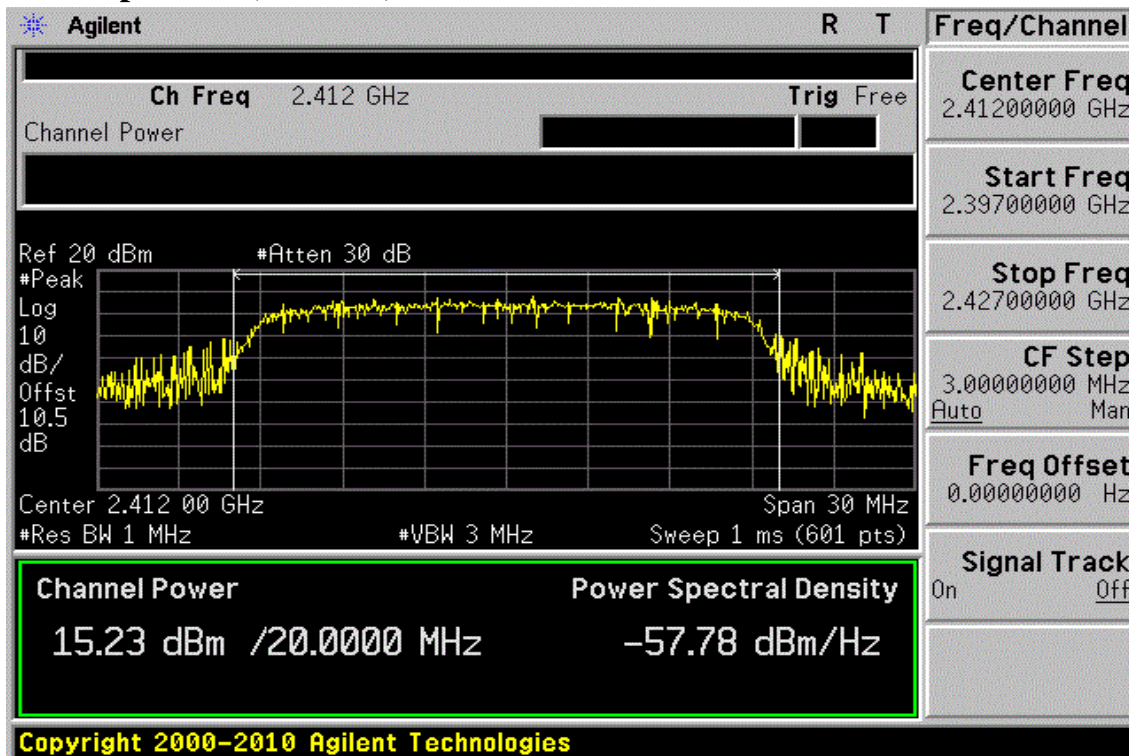 Agilent R T
Ch Freq 2.412 GHz Trig Free
Channel Power
Ref 20 dBm #Atten 30 dB
#Peak
Log
10
dB/
Offst
10.5
dB
Center 2.412 00 GHz Span 30 MHz
#Res BW 1 MHz #VBW 3 MHz Sweep 1 ms (601 pts)
Channel Power Power Spectral Density
15.23 dBm /20.0000 MHz -57.78 dBm/Hz
Copyright 2000-2010 Agilent Technologies
Freq/Channel
Center Freq
2.41200000 GHz
Start Freq
2.39700000 GHz
Stop Freq
2.42700000 GHz
CF Step
3.00000000 MHz
Auto Man
Freq Offset
0.00000000 Hz
Signal Track
On Off